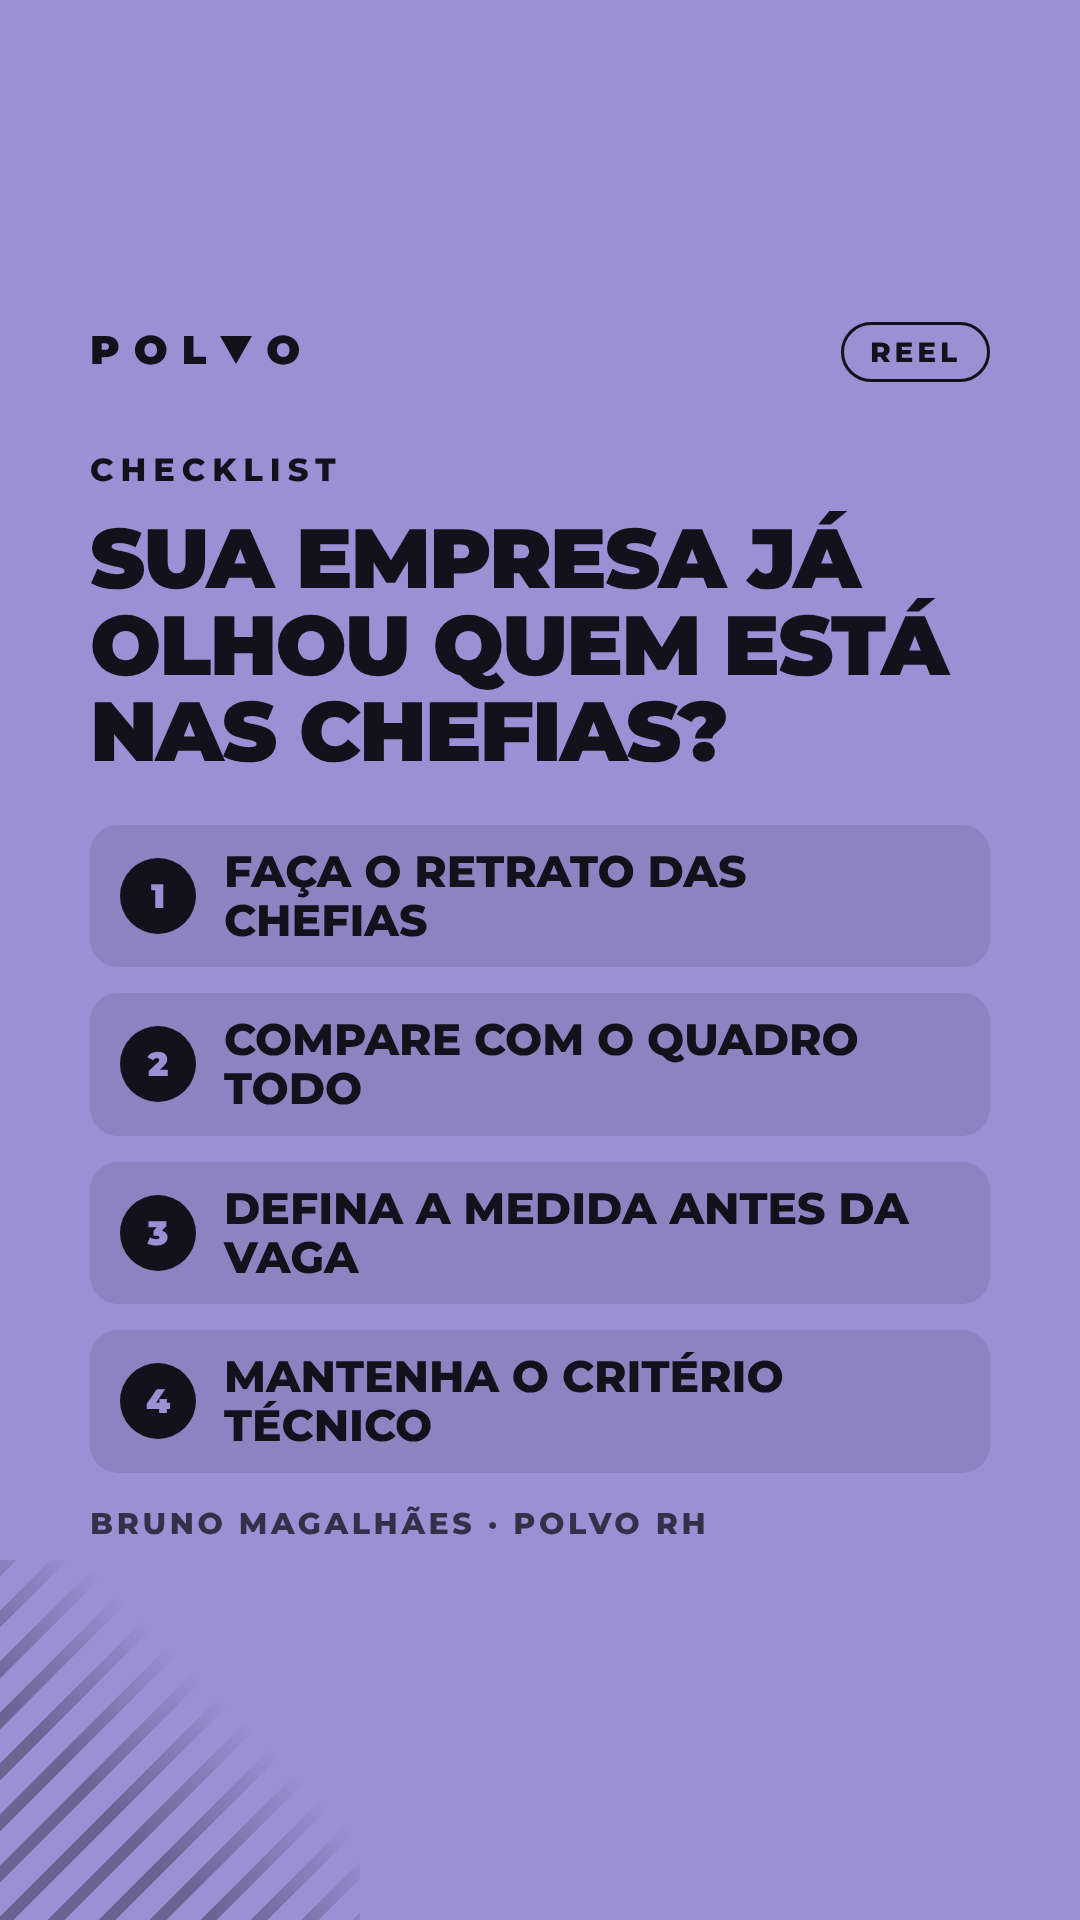 POLVO
REEL
CHECKLIST
SUA EMPRESA JÁ
OLHOU QUEM ESTÁ
NAS CHEFIAS?
1
FAÇA O RETRATO DAS
CHEFIAS
2
COMPARE COM O QUADRO
TODO
3
DEFINA A MEDIDA ANTES DA
VAGA
4
MANTENHA O CRITÉRIO
TÉCNICO
BRUNO MAGALHÃES · POLVO RH